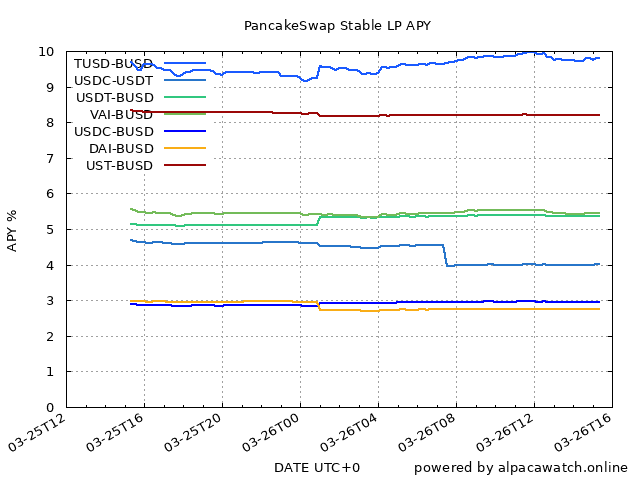 PancakeSwap Stable LP APY
10
9
8
7
6
5
4
3
2
1
0
APY %
TUSD-BUSD
USDC-USDT
USDT-BUSD
VAI-BUSD
USDC-BUSD
DAI-BUSD
UST-BUSD
03-25T12
03-25T16
03-25T20
03-26T00
03-26T04
03-26T08
03-26T12
03-26T16
DATE UTC+0
powered by alpacawatch.online